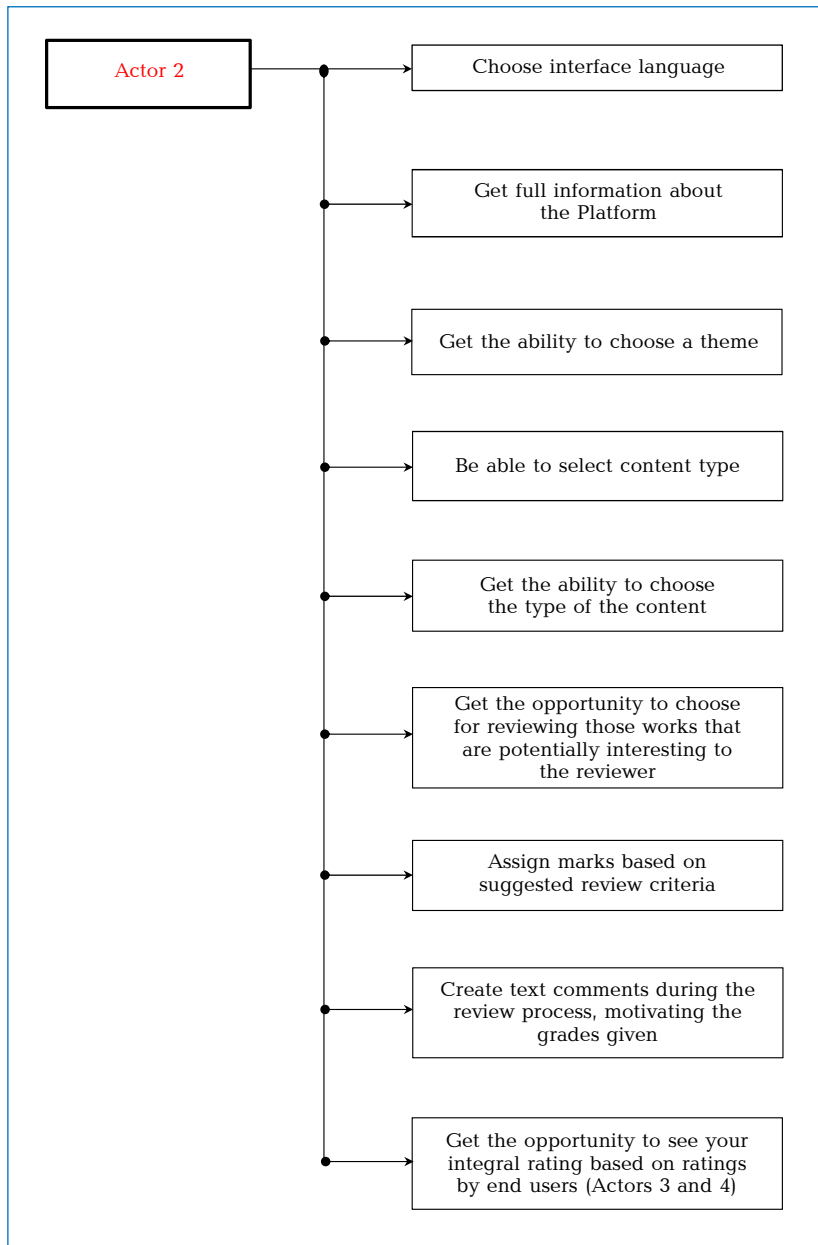 Actor 2
Choose interface language
Get full information about
the Platform
Get the ability to choose a theme
Be able to select content type
Get the ability to choose
the type of the content
Get the opportunity to choose
for reviewing those works that
are potentially interesting to
the reviewer
Assign marks based on
suggested review criteria
Create text comments during the
review process, motivating the
grades given
Get the opportunity to see your
integral rating based on ratings
by end users (Actors 3 and 4)